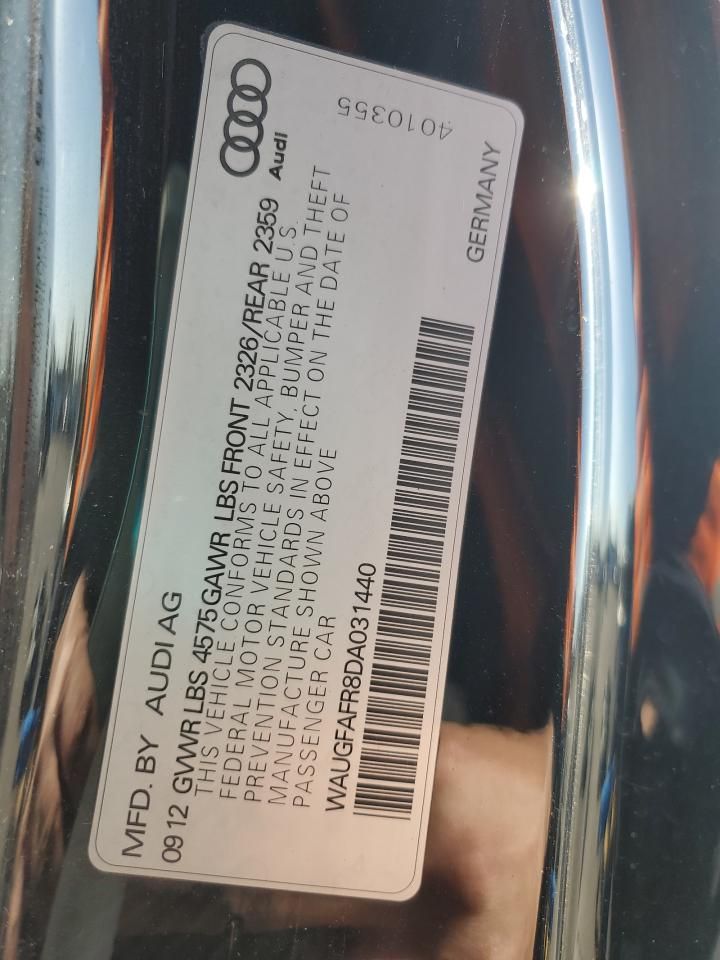 MFD. BY AUDI AG
0912 GVWR LBS 4575 GAWR LBS FRONT 2326/REAR 2359
THIS VEHICLE CONFORMS TO ALL APPLICABLE U.S.
FEDERAL MOTOR VEHICLE SAFETY, BUMPER AND THEFT
PREVENTION STANDARDS IN EFFECT ON THE DATE OF
MANUFACTURE SHOWN ABOVE
PASSENGER CAR
WAUGFAFR8DA031440
Audi
4010355
GERMANY